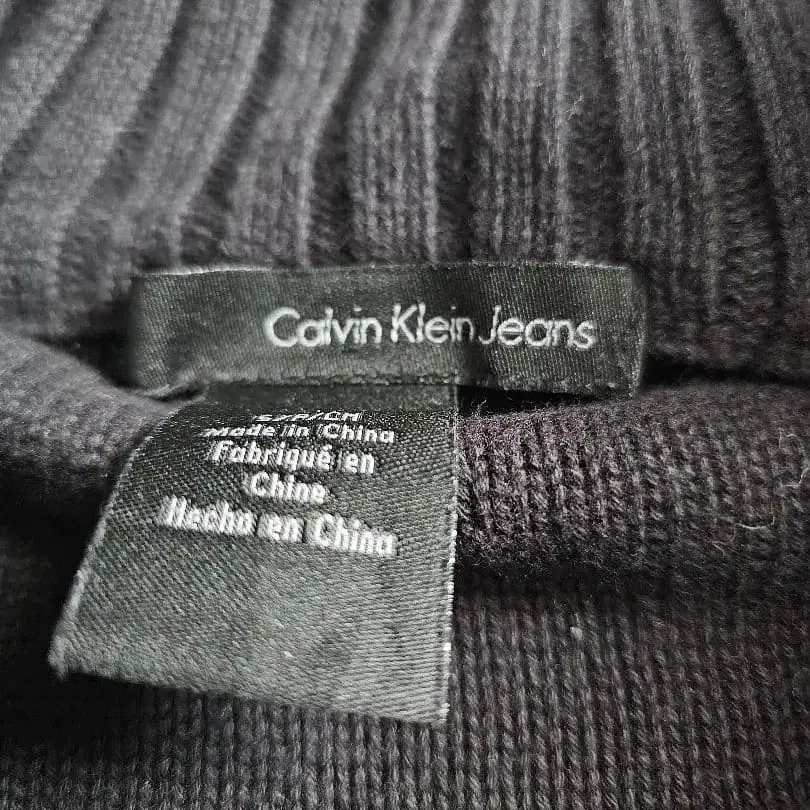 Calvin Klein Jeans
S/P/CH
Made in China
Fabriqué en
Chine
Hecho en China